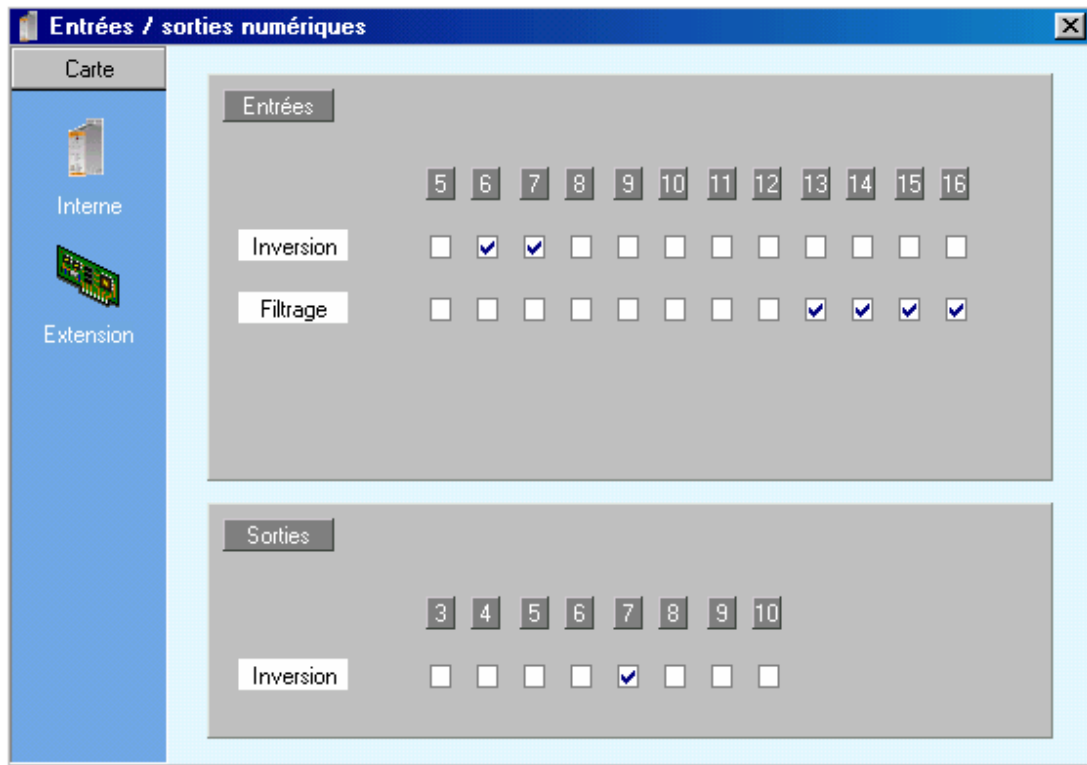 Entrées / sorties numériques
Carte
Interne
Extension
Entrées
5 6 7 8 9 10 11 12 13 14 15 16
Inversion
Filtrage
Sorties
3 4 5 6 7 8 9 10
Inversion